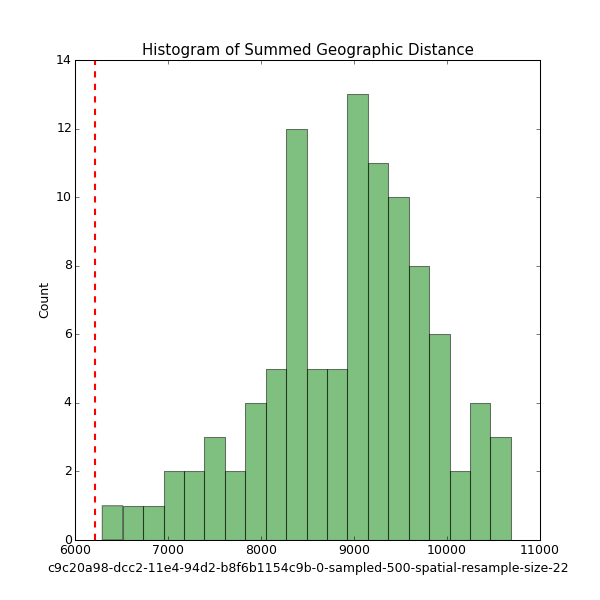 Histogram of Summed Geographic Distance
14
12
10
8
6
4
2
0
Count
6000 7000 8000 9000 10000 11000
c9c20a98-dcc2-11e4-94d2-b8f6b1154c9b-0-sampled-500-spatial-resample-size-22